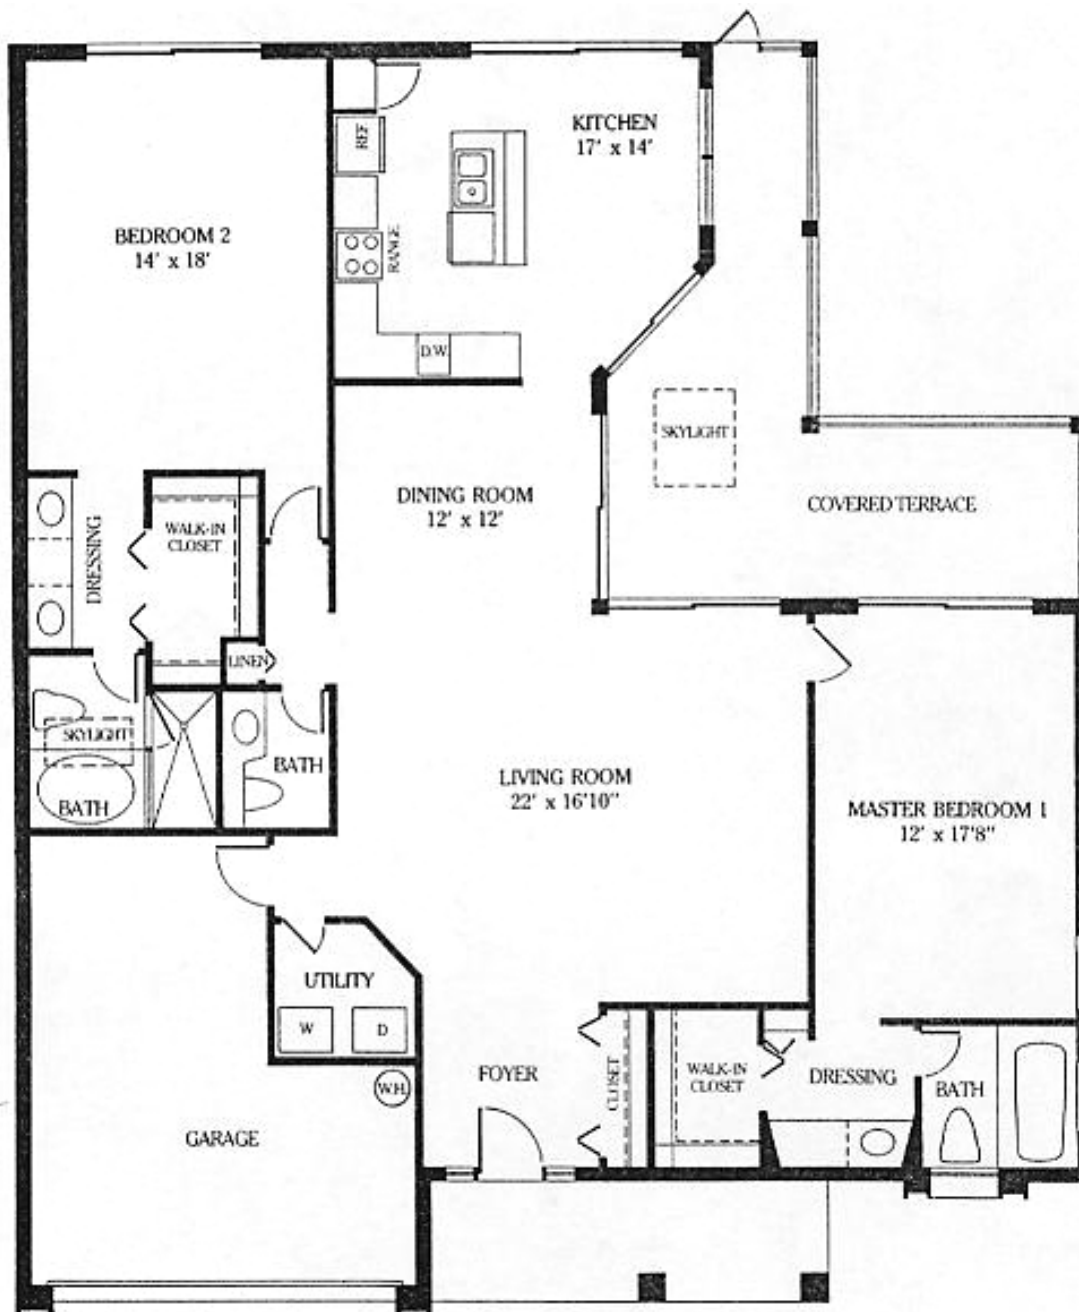 KITCHEN
17' x 14'
REF
RANGE
D.W.
BEDROOM 2
14' x 18'
SKYLIGHT
COVERED TERRACE
DINING ROOM
12' x 12'
DRESSING
WALK-IN
CLOSET
LINEN
SKYLIGHT
BATH
BATH
LIVING ROOM
22' x 16'10"
MASTER BEDROOM 1
12' x 17'8"
UTILITY
W
D
W.H.
GARAGE
FOYER
CLOSET
WALK-IN
CLOSET
DRESSING
BATH